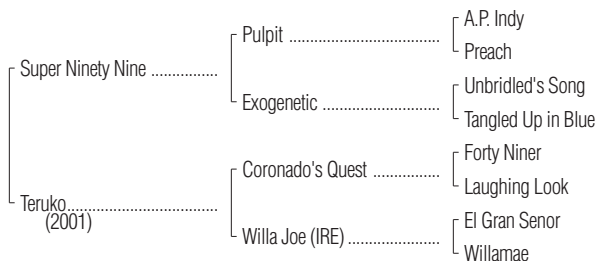 A.P. Indy
Pulpit ......................................
Preach
Super Ninety Nine ................
Unbridled's Song
Exogenetic ..............................
Tangled Up in Blue
Forty Niner
Coronado's Quest .................
Laughing Look
Teruko.....................................
(2001)
El Gran Senor
Willa Joe (IRE) .......................
Willamae